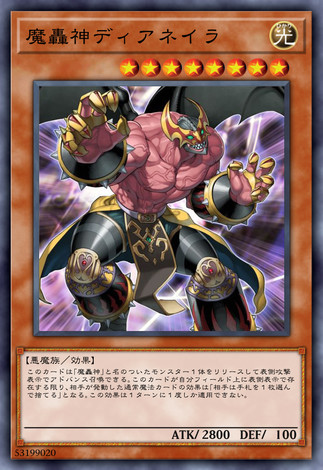 魔轟神ディアネイラ
光
【悪魔族／効果】
このカードは「魔轟神」と名のついたモンスター１体をリリースして表側攻撃
表示でアドバンス召喚できる。このカードが自分フィールド上に表側表示で存
在する限り、相手が発動した通常魔法カードの効果は「相手は手札を１枚選ん
で捨てる」となる。この効果は１ターンに１度しか適用できない。
ATK/ 2800 DEF/ 100
53199020